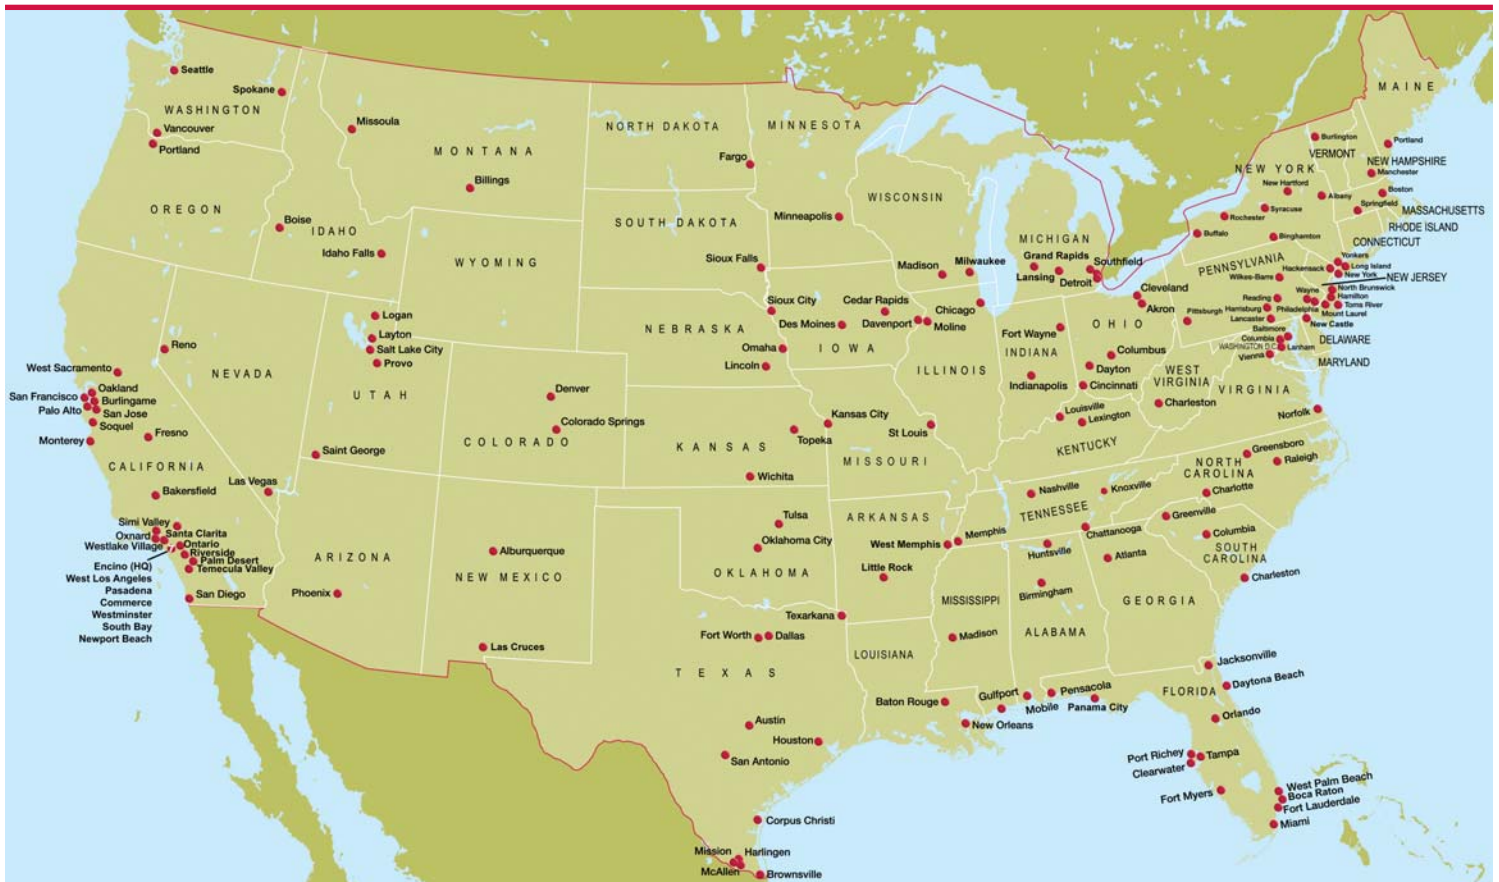 Seattle
Spokane
WASHINGTON
Vancouver
Portland
OREGON
Missoula
MONTANA
Billings
Boise
IDAHO
Idaho Falls
WYOMING
NORTH DAKOTA
Fargo
MINNESOTA
SOUTH DAKOTA
Minneapolis
Sioux Falls
WISCONSIN
Madison
Milwaukee
MICHIGAN
Grand Rapids
Lansing
Southfield
Detroit
MAINE
Burlington
VERMONT
Portland
NEW HAMPSHIRE
Manchester
NEW YORK
New Hartford
Albany
Boston
Springfield
MASSACHUSETTS
RHODE ISLAND
CONNECTICUT
Syracuse
Rochester
Buffalo
Binghamton
PENNSYLVANIA
Yonkers
Hackensack
Long Island
New York
Wilkes-Barre
NEW JERSEY
North Brunswick
Wayne
Hamilton
Reading
Toms River
Philadelphia
Mount Laurel
Harrisburg
Pittsburgh
Lancaster
New Castle
Baltimore
Columbia
DELAWARE
WASHINGTON D.C.
Lanham
Vienna
MARYLAND
Logan
Layton
Salt Lake City
Provo
UTAH
Saint George
Reno
NEVADA
Las Vegas
West Sacramento
Oakland
San Francisco
Burlingame
Palo Alto
San Jose
Soquel
Monterey
Fresno
CALIFORNIA
Bakersfield
Simi Valley
Oxnard
Santa Clarita
Westlake Village
Ontario
Riverside
Palm Desert
Temecula Valley
Encino (HQ)
West Los Angeles
Pasadena
Commerce
Westminster
South Bay
Newport Beach
San Diego
ARIZONA
Phoenix
Denver
Colorado Springs
COLORADO
Alburquerque
NEW MEXICO
Las Cruces
NEBRASKA
Sioux City
Omaha
Lincoln
Cedar Rapids
Des Moines
Davenport
Moline
IOWA
Chicago
ILLINOIS
Fort Wayne
INDIANA
Indianapolis
Cleveland
Akron
OHIO
Columbus
Dayton
Cincinnati
WEST
VIRGINIA
Charleston
VIRGINIA
Norfolk
KANSAS
Topeka
Wichita
Kansas City
St Louis
MISSOURI
Louisville
Lexington
KENTUCKY
Greensboro
NORTH
CAROLINA
Raleigh
Charlotte
Nashville
Knoxville
TENNESSEE
Chattanooga
Memphis
West Memphis
ARKANSAS
Little Rock
Tulsa
Oklahoma City
OKLAHOMA
Greenville
Columbia
SOUTH
CAROLINA
Charleston
Huntsville
Atlanta
Birmingham
GEORGIA
ALABAMA
MISSISSIPPI
Madison
LOUISIANA
Baton Rouge
New Orleans
Gulfport
Mobile
Pensacola
Panama City
Texarkana
Fort Worth
Dallas
TEXAS
Austin
Houston
San Antonio
Corpus Christi
Mission
Harlingen
McAllen
Brownsville
Jacksonville
FLORIDA
Daytona Beach
Orlando
Port Richey
Tampa
Clearwater
Fort Myers
West Palm Beach
Boca Raton
Fort Lauderdale
Miami